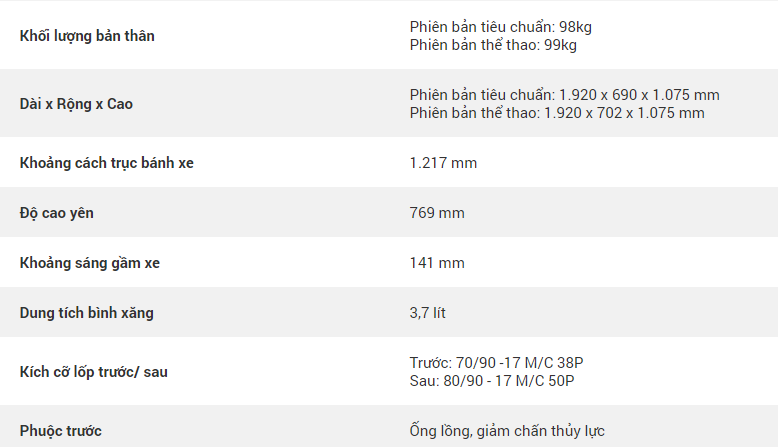 Khối lượng bản thân
Phiên bản tiêu chuẩn: 98kg
Phiên bản thể thao: 99kg
Dài x Rộng x Cao
Phiên bản tiêu chuẩn: 1.920 x 690 x 1.075 mm
Phiên bản thể thao: 1.920 x 702 x 1.075 mm
Khoảng cách trục bánh xe
1.217 mm
Độ cao yên
769 mm
Khoảng sáng gầm xe
141 mm
Dung tích bình xăng
3,7 lít
Kích cỡ lốp trước/ sau
Trước: 70/90 -17 M/C 38P
Sau: 80/90 - 17 M/C 50P
Phuộc trước
Ống lồng, giảm chấn thủy lực